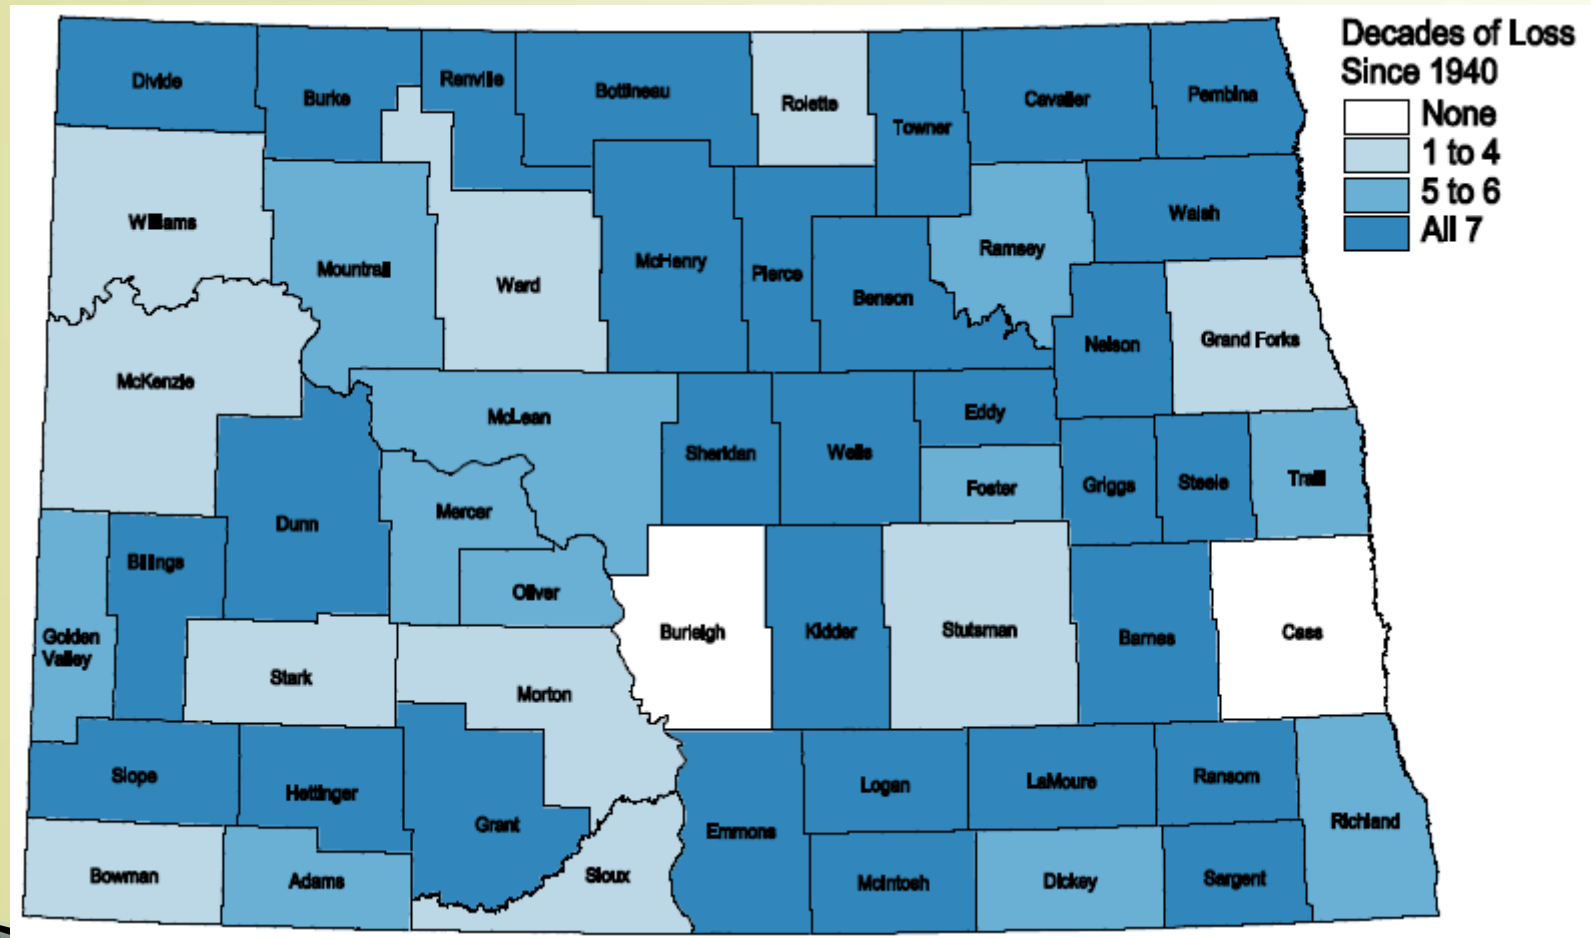 Decades of Loss
Since 1940
None
1 to 4
5 to 6
All 7
Divide
Burke
Renville
Bottineau
Rolette
Towner
Cavalier
Pembina
Williams
Mountrail
Ward
McHenry
Pierce
Benson
Ramsey
Walsh
Nelson
Grand Forks
McKenzie
McLean
Sheridan
Wells
Eddy
Foster
Griggs
Steele
Traill
Dunn
Mercer
Oliver
Billings
Golden
Valley
Stark
Morton
Burleigh
Kidder
Stutsman
Barnes
Cass
Slope
Hettinger
Grant
Emmons
Logan
LaMoure
Ransom
Richland
Bowman
Adams
Sioux
McIntosh
Dickey
Sargent